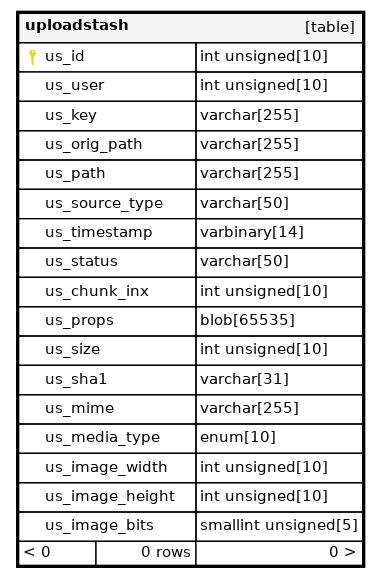 uploadstash [table]
us_id int unsigned[10]
us_user int unsigned[10]
us_key varchar[255]
us_orig_path varchar[255]
us_path varchar[255]
us_source_type varchar[50]
us_timestamp varbinary[14]
us_status varchar[50]
us_chunk_inx int unsigned[10]
us_props blob[65535]
us_size int unsigned[10]
us_sha1 varchar[31]
us_mime varchar[255]
us_media_type enum[10]
us_image_width int unsigned[10]
us_image_height int unsigned[10]
us_image_bits smallint unsigned[5]
< 0 0 rows 0 >